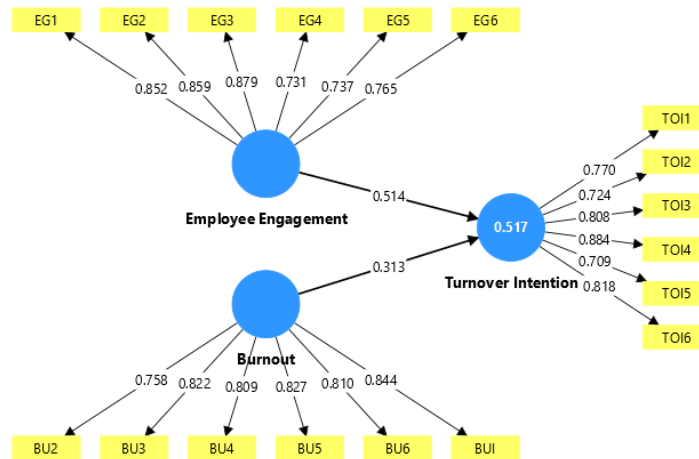 EG1 EG2 EG3 EG4 EG5 EG6
0.852 0.859 0.879 0.731 0.737 0.765
Employee Engagement
0.514
0.313
Burnout
0.517
Turnover Intention
0.770
0.724
0.808
0.884
0.709
0.818
TOI1
TOI2
TOI3
TOI4
TOI5
TOI6
0.758 0.822 0.809 0.827 0.810 0.844
BU2 BU3 BU4 BU5 BU6 BUI